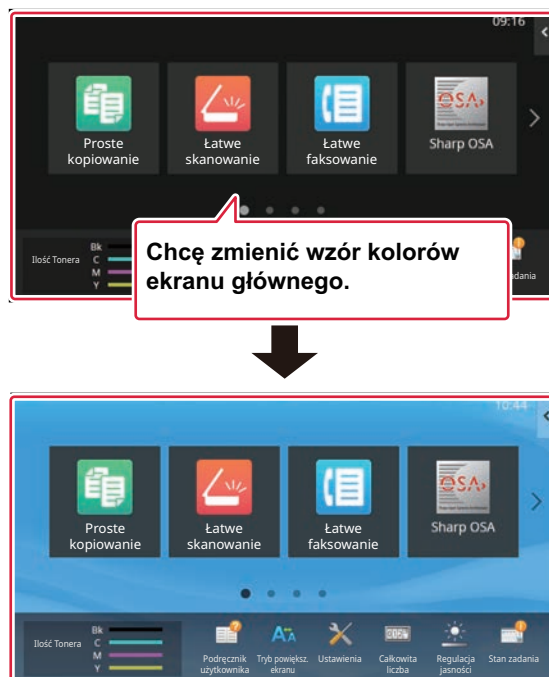 09:16
Proste
kopiowanie
Łatwe
skanowanie
Łatwe
faksowanie
OSA
Sharp OSA
Ilość Tonera
Bk
C
M
Y
Chcę zmienić wzór kolorów
ekranu głównego.
10:44
Proste
kopiowanie
Łatwe
skanowanie
Łatwe
faksowanie
OSA
Sharp OSA
Ilość Tonera
Bk
C
M
Y
Podręcznik
użytkownika
Tryb powiększ.
ekranu
Ustawienia
Całkowita
liczba
Regulacja
jasności
Stan zadania